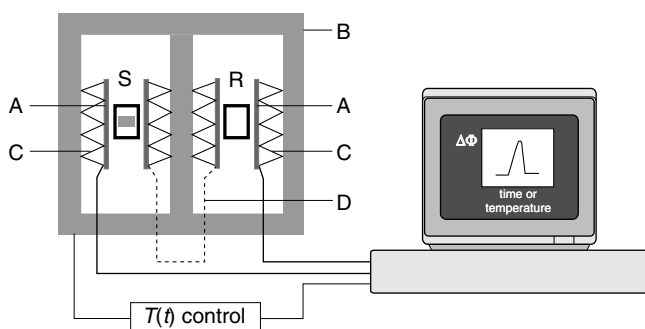 B
S
R
A
A
C
C
D
ΔΦ
time or
temperature
T(t) control